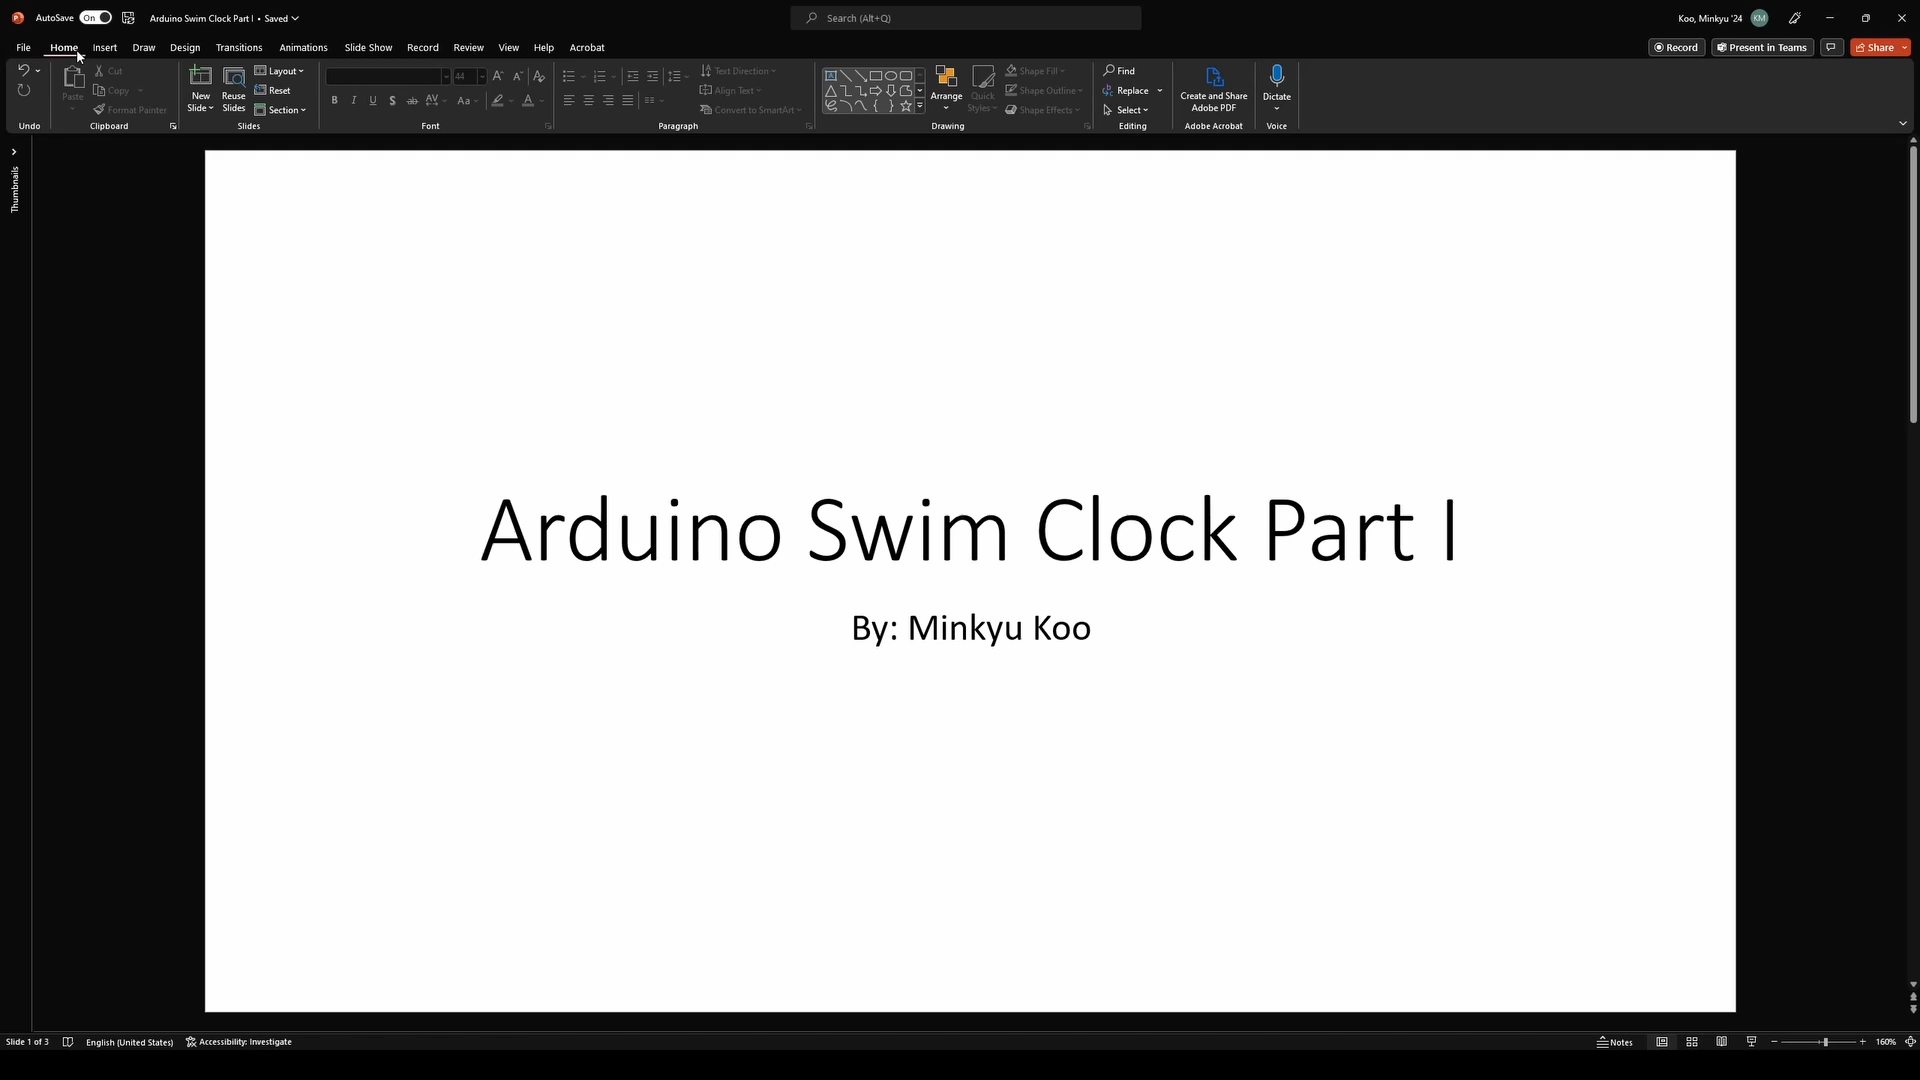 AutoSave On Arduino Swim Clock Part I • Saved Search (Alt+Q) Koo, Minkyu '24 KM
File Home Insert Draw Design Transitions Animations Slide Show Record Review View Help Acrobat Record Present in Teams Share
Undo
Paste Cut
Copy
Format Painter
Clipboard
New Slide
Reuse Slides
Layout
Reset
Section
Slides
44
B I U S ab AV Aa A
Font
Text Direction
Align Text
Convert to SmartArt
Paragraph
Arrange
Quick Styles
Shape Fill
Shape Outline
Shape Effects
Drawing
Find
Replace
Select
Editing
Create and Share
Adobe PDF
Adobe Acrobat
Dictate
Voice
Thumbnails
Arduino Swim Clock Part I
By: Minkyu Koo
Slide 1 of 3 English (United States) Accessibility: Investigate Notes 160%